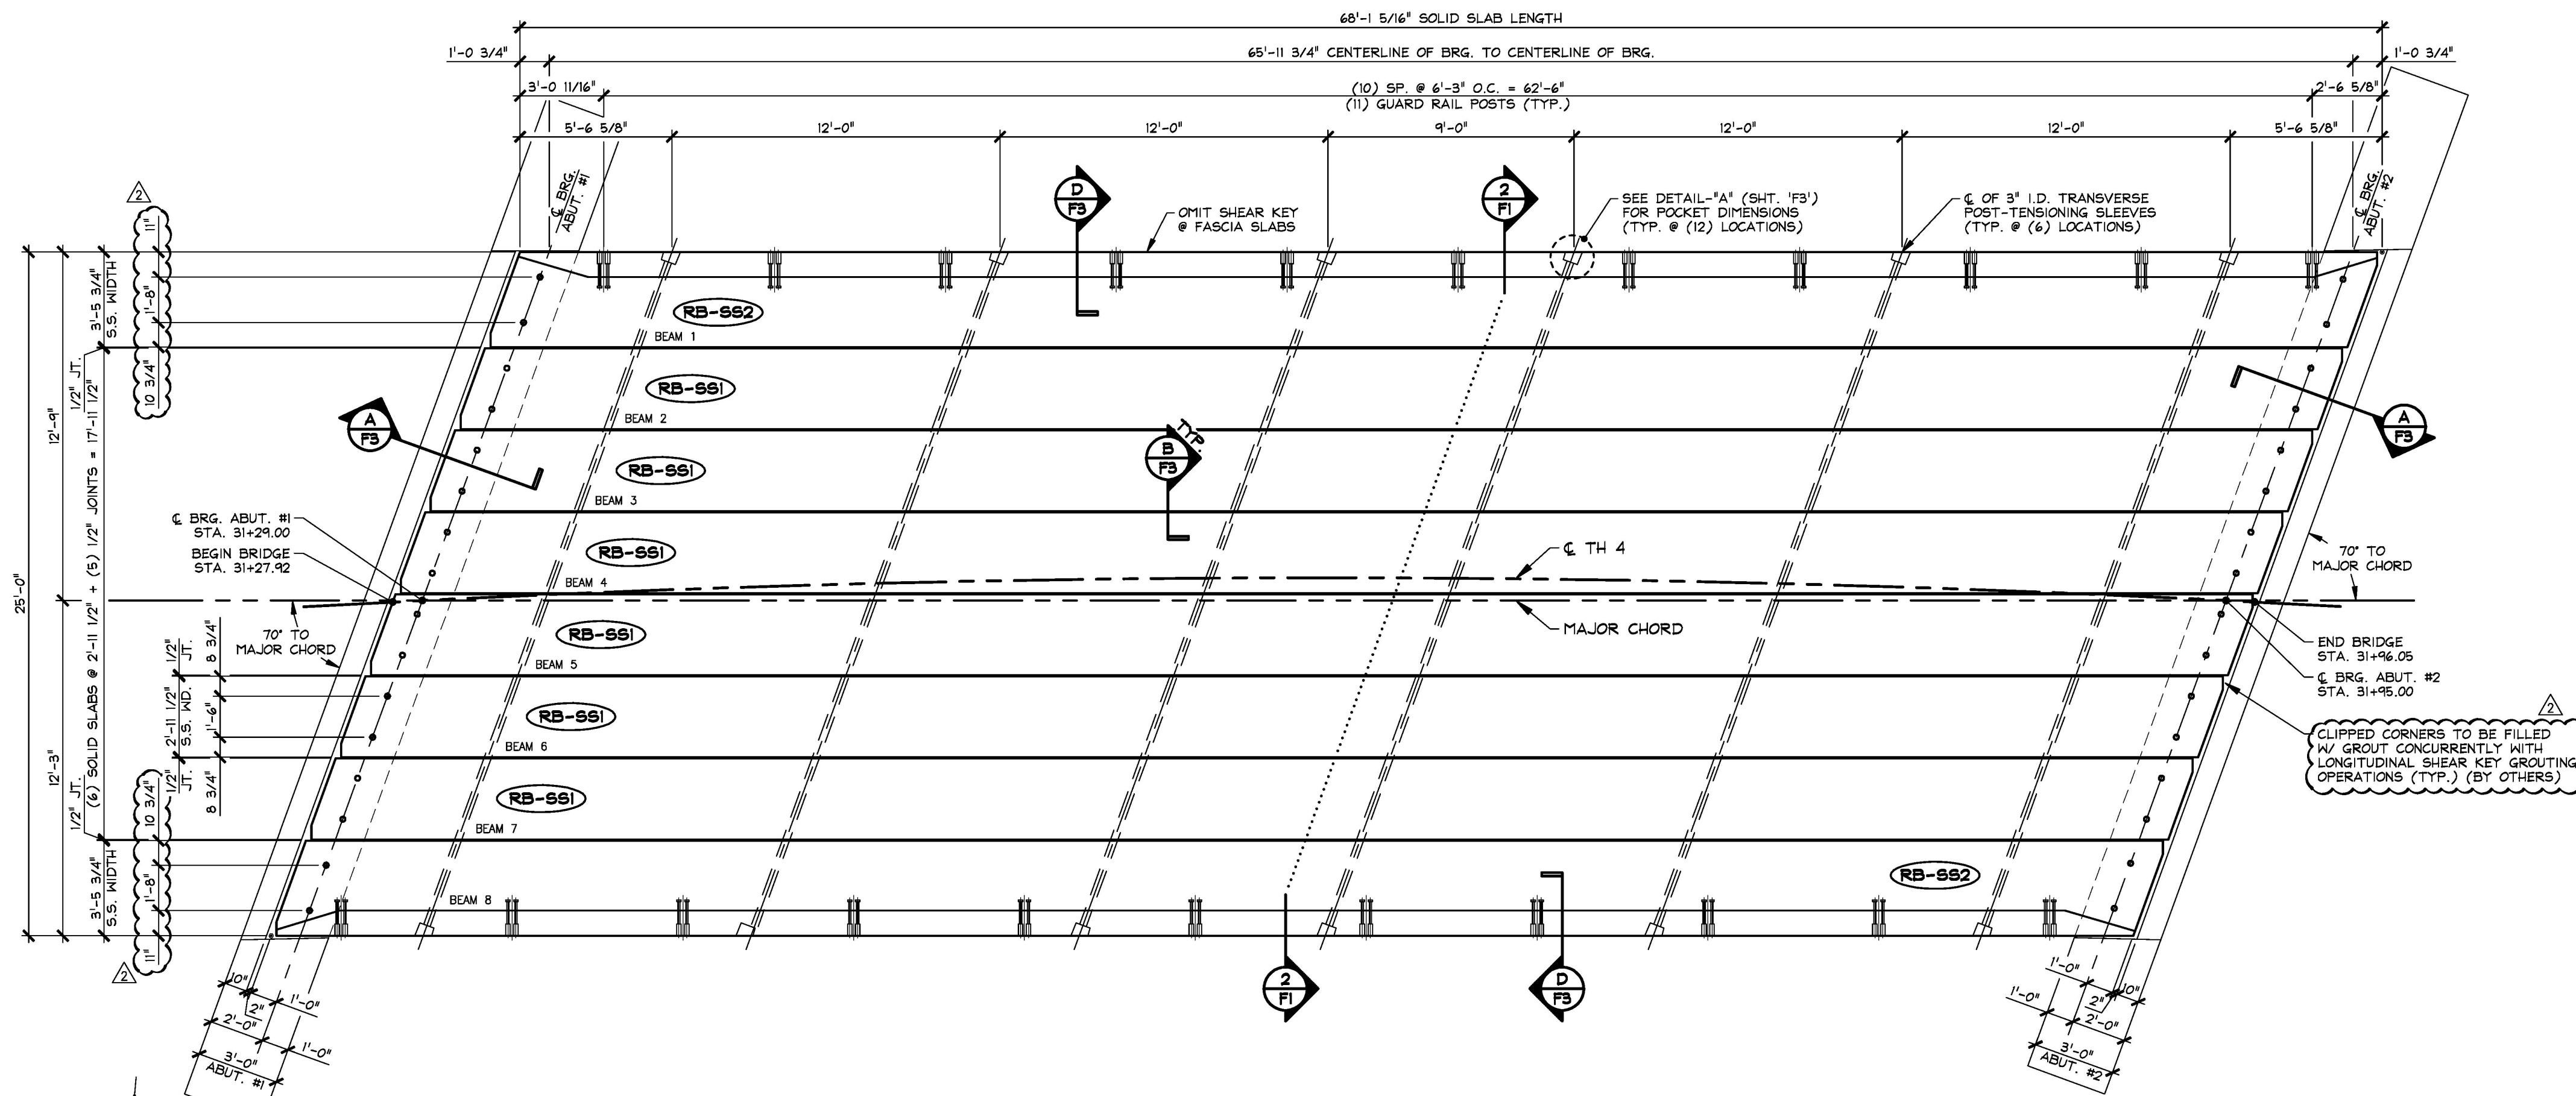 68'-1 5/16" SOLID SLAB LENGTH
1'-0 3/4"
65'-11 3/4" CENTERLINE OF BRG. TO CENTERLINE OF BRG.
1'-0 3/4"
3'-0 11/16"
(10) SP. @ 6'-3" O.C. = 62'-6"
(11) GUARD RAIL POSTS (TYP.)
2'-6 5/8"
5'-6 5/8"
12'-0"
12'-0"
9'-0"
12'-0"
12'-0"
5'-6 5/8"
℄ BRG.
ABUT. #1
℄ BRG.
ABUT. #2
D
F3
2
F1
OMIT SHEAR KEY
@ FASCIA SLABS
SEE DETAIL-"A" (SHT. 'F3')
FOR POCKET DIMENSIONS
(TYP. @ (12) LOCATIONS)
℄ OF 3" I.D. TRANSVERSE
POST-TENSIONING SLEEVES
(TYP. @ (6) LOCATIONS)
2
11"
1'-8"
10 3/4"
3'-5 3/4"
S.S. WIDTH
1/2" JT.
25'-0"
12'-9"
12'-3"
(6) SOLID SLABS @ 2'-11 1/2" + (5) 1/2" JOINTS = 17'-11 1/2"
RB-SS2
BEAM 1
RB-SS1
BEAM 2
A
F3
A
F3
RB-SS1
BEAM 3
TYP.
B
F3
℄ BRG. ABUT. #1
STA. 31+29.00
BEGIN BRIDGE
STA. 31+27.92
RB-SS1
BEAM 4
℄ TH 4
70° TO
MAJOR CHORD
70° TO
MAJOR CHORD
MAJOR CHORD
RB-SS1
BEAM 5
END BRIDGE
STA. 31+96.05
℄ BRG. ABUT. #2
STA. 31+95.00
1/2"
JT.
8 3/4"
2'-11 1/2"
S.S. WD.
1'-6"
1/2"
JT.
8 3/4"
RB-SS1
BEAM 6
2
CLIPPED CORNERS TO BE FILLED
W/ GROUT CONCURRENTLY WITH
LONGITUDINAL SHEAR KEY GROUTING
OPERATIONS (TYP.) (BY OTHERS)
RB-SS1
BEAM 7
1/2" JT.
10 3/4"
1'-8"
11"
3'-5 3/4"
S.S. WIDTH
2
RB-SS2
BEAM 8
2
F1
D
F3
10"
2"
1'-0"
2'-0"
1'-0"
3'-0"
ABUT. #1
1'-0"
10"
1'-0"
2"
2'-0"
3'-0"
ABUT. #2